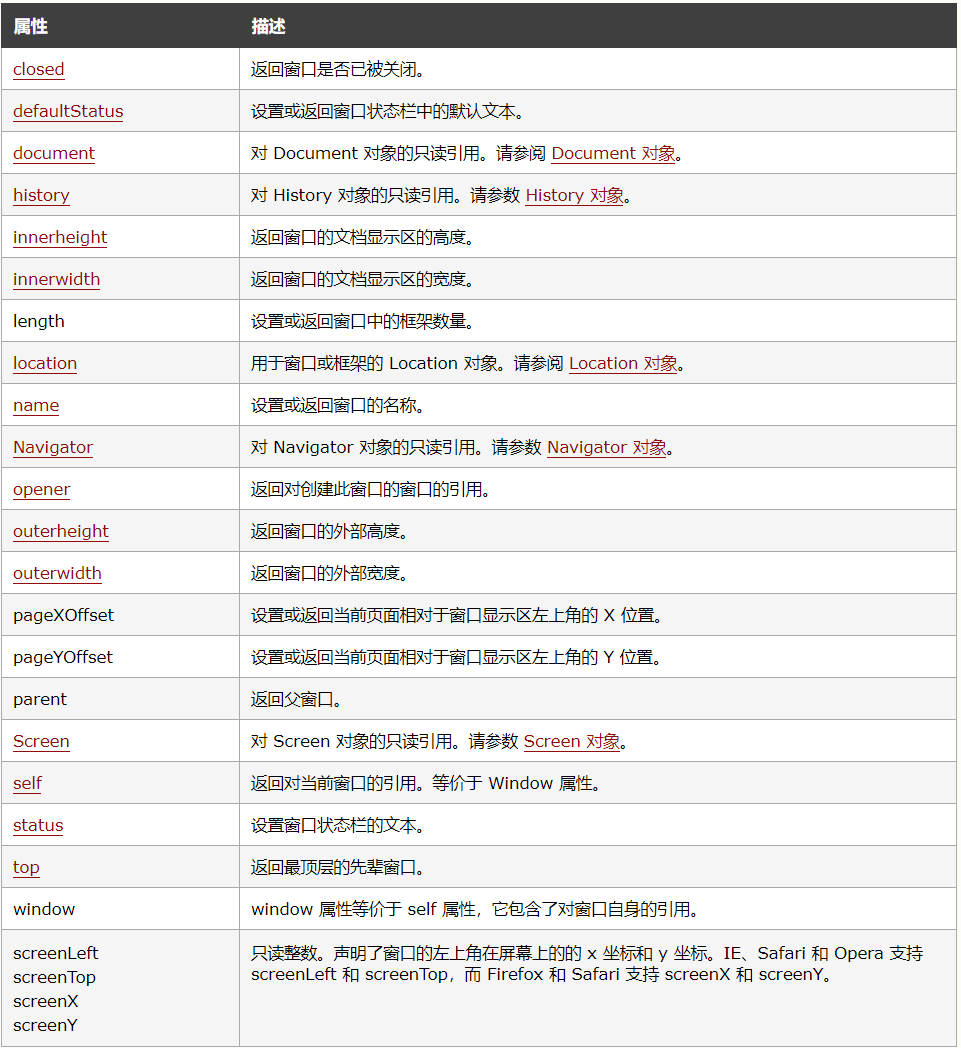 属性 描述
closed 返回窗口是否已被关闭。
defaultStatus 设置或返回窗口状态栏中的默认文本。
document 对 Document 对象的只读引用。请参阅 Document 对象。
history 对 History 对象的只读引用。请参数 History 对象。
innerheight 返回窗口的文档显示区的高度。
innerwidth 返回窗口的文档显示区的宽度。
length 设置或返回窗口中的框架数量。
location 用于窗口或框架的 Location 对象。请参阅 Location 对象。
name 设置或返回窗口的名称。
Navigator 对 Navigator 对象的只读引用。请参数 Navigator 对象。
opener 返回对创建此窗口的窗口的引用。
outerheight 返回窗口的外部高度。
outerwidth 返回窗口的外部宽度。
pageXOffset 设置或返回当前页面相对于窗口显示区左上角的 X 位置。
pageYOffset 设置或返回当前页面相对于窗口显示区左上角的 Y 位置。
parent 返回父窗口。
Screen 对 Screen 对象的只读引用。请参数 Screen 对象。
self 返回对当前窗口的引用。等价于 Window 属性。
status 设置窗口状态栏的文本。
top 返回最顶层的先辈窗口。
window window 属性等价于 self 属性，它包含了对窗口自身的引用。
screenLeft
screenTop
screenX
screenY
只读整数。声明了窗口的左上角在屏幕上的的 x 坐标和 y 坐标。IE、Safari 和 Opera 支持
screenLeft 和 screenTop，而 Firefox 和 Safari 支持 screenX 和 screenY。